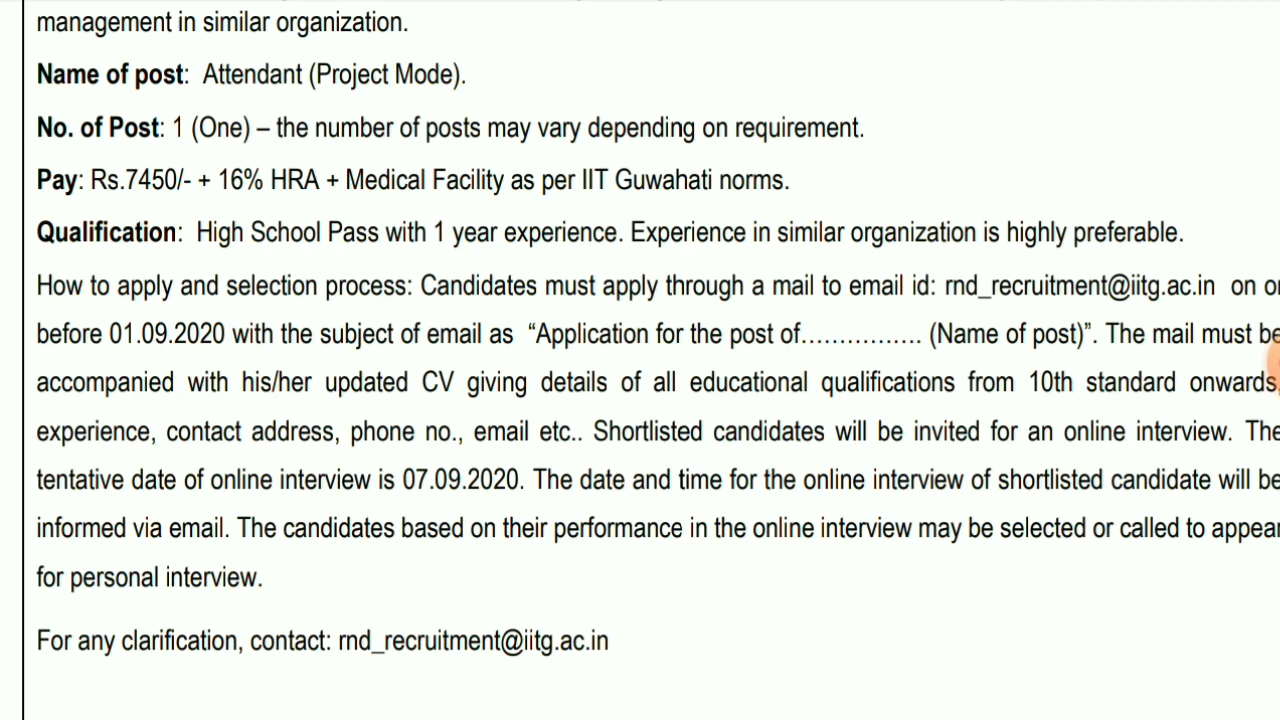 management in similar organization.
Name of post: Attendant (Project Mode).
No. of Post: 1 (One) – the number of posts may vary depending on requirement.
Pay: Rs.7450/- + 16% HRA + Medical Facility as per IIT Guwahati norms.
Qualification: High School Pass with 1 year experience. Experience in similar organization is highly preferable.
How to apply and selection process: Candidates must apply through a mail to email id: rnd_recruitment@iitg.ac.in on or
before 01.09.2020 with the subject of email as “Application for the post of……………. (Name of post)”. The mail must be
accompanied with his/her updated CV giving details of all educational qualifications from 10th standard onwards,
experience, contact address, phone no., email etc.. Shortlisted candidates will be invited for an online interview. The
tentative date of online interview is 07.09.2020. The date and time for the online interview of shortlisted candidate will be
informed via email. The candidates based on their performance in the online interview may be selected or called to appear
for personal interview.
For any clarification, contact: rnd_recruitment@iitg.ac.in